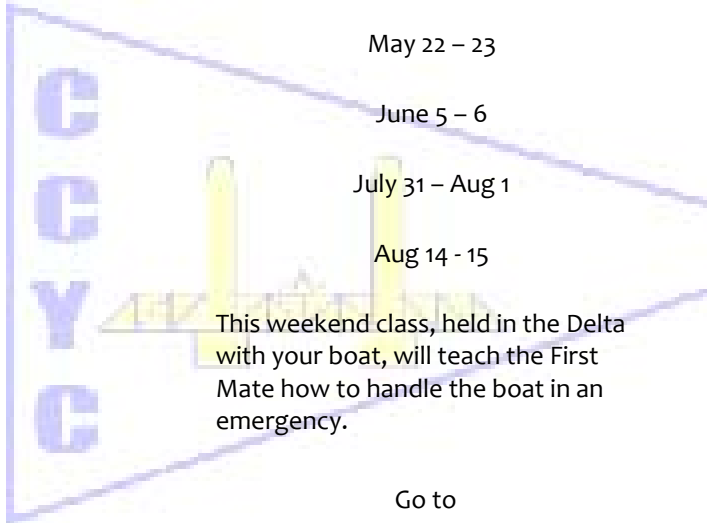 C
C
Y
C
May 22 – 23
June 5 – 6
July 31 – Aug 1
Aug 14 - 15
This weekend class, held in the Delta
with your boat, will teach the First
Mate how to handle the boat in an
emergency.
Go to